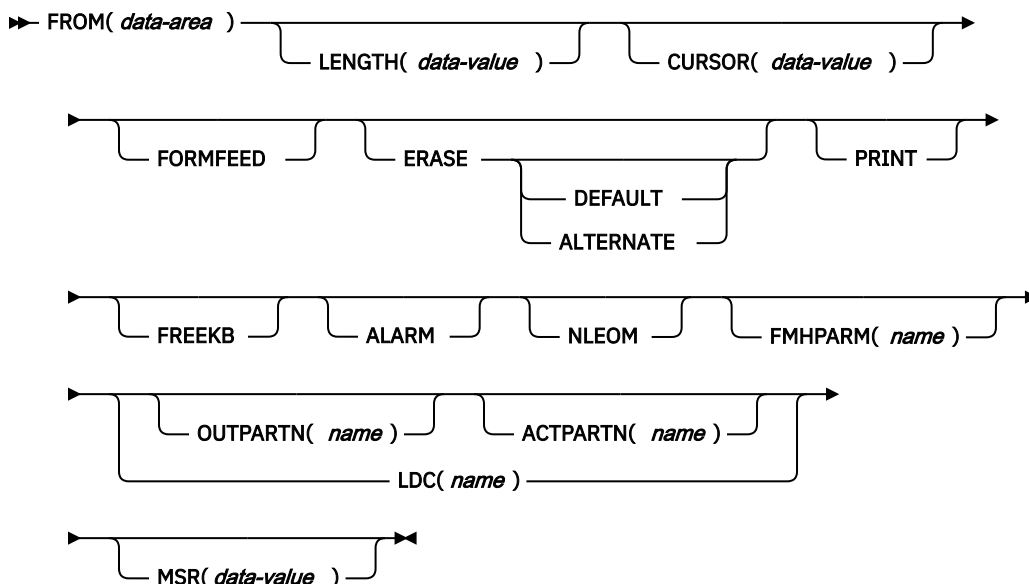 FROM( data-area )
LENGTH( data-value )
CURSOR( data-value )
FORMFEED
ERASE
DEFAULT
ALTERNATE
PRINT
FREEKB
ALARM
NLEOM
FMHPARM( name )
OUTPARTN( name )
ACTPARTN( name )
LDC( name )
MSR( data-value )